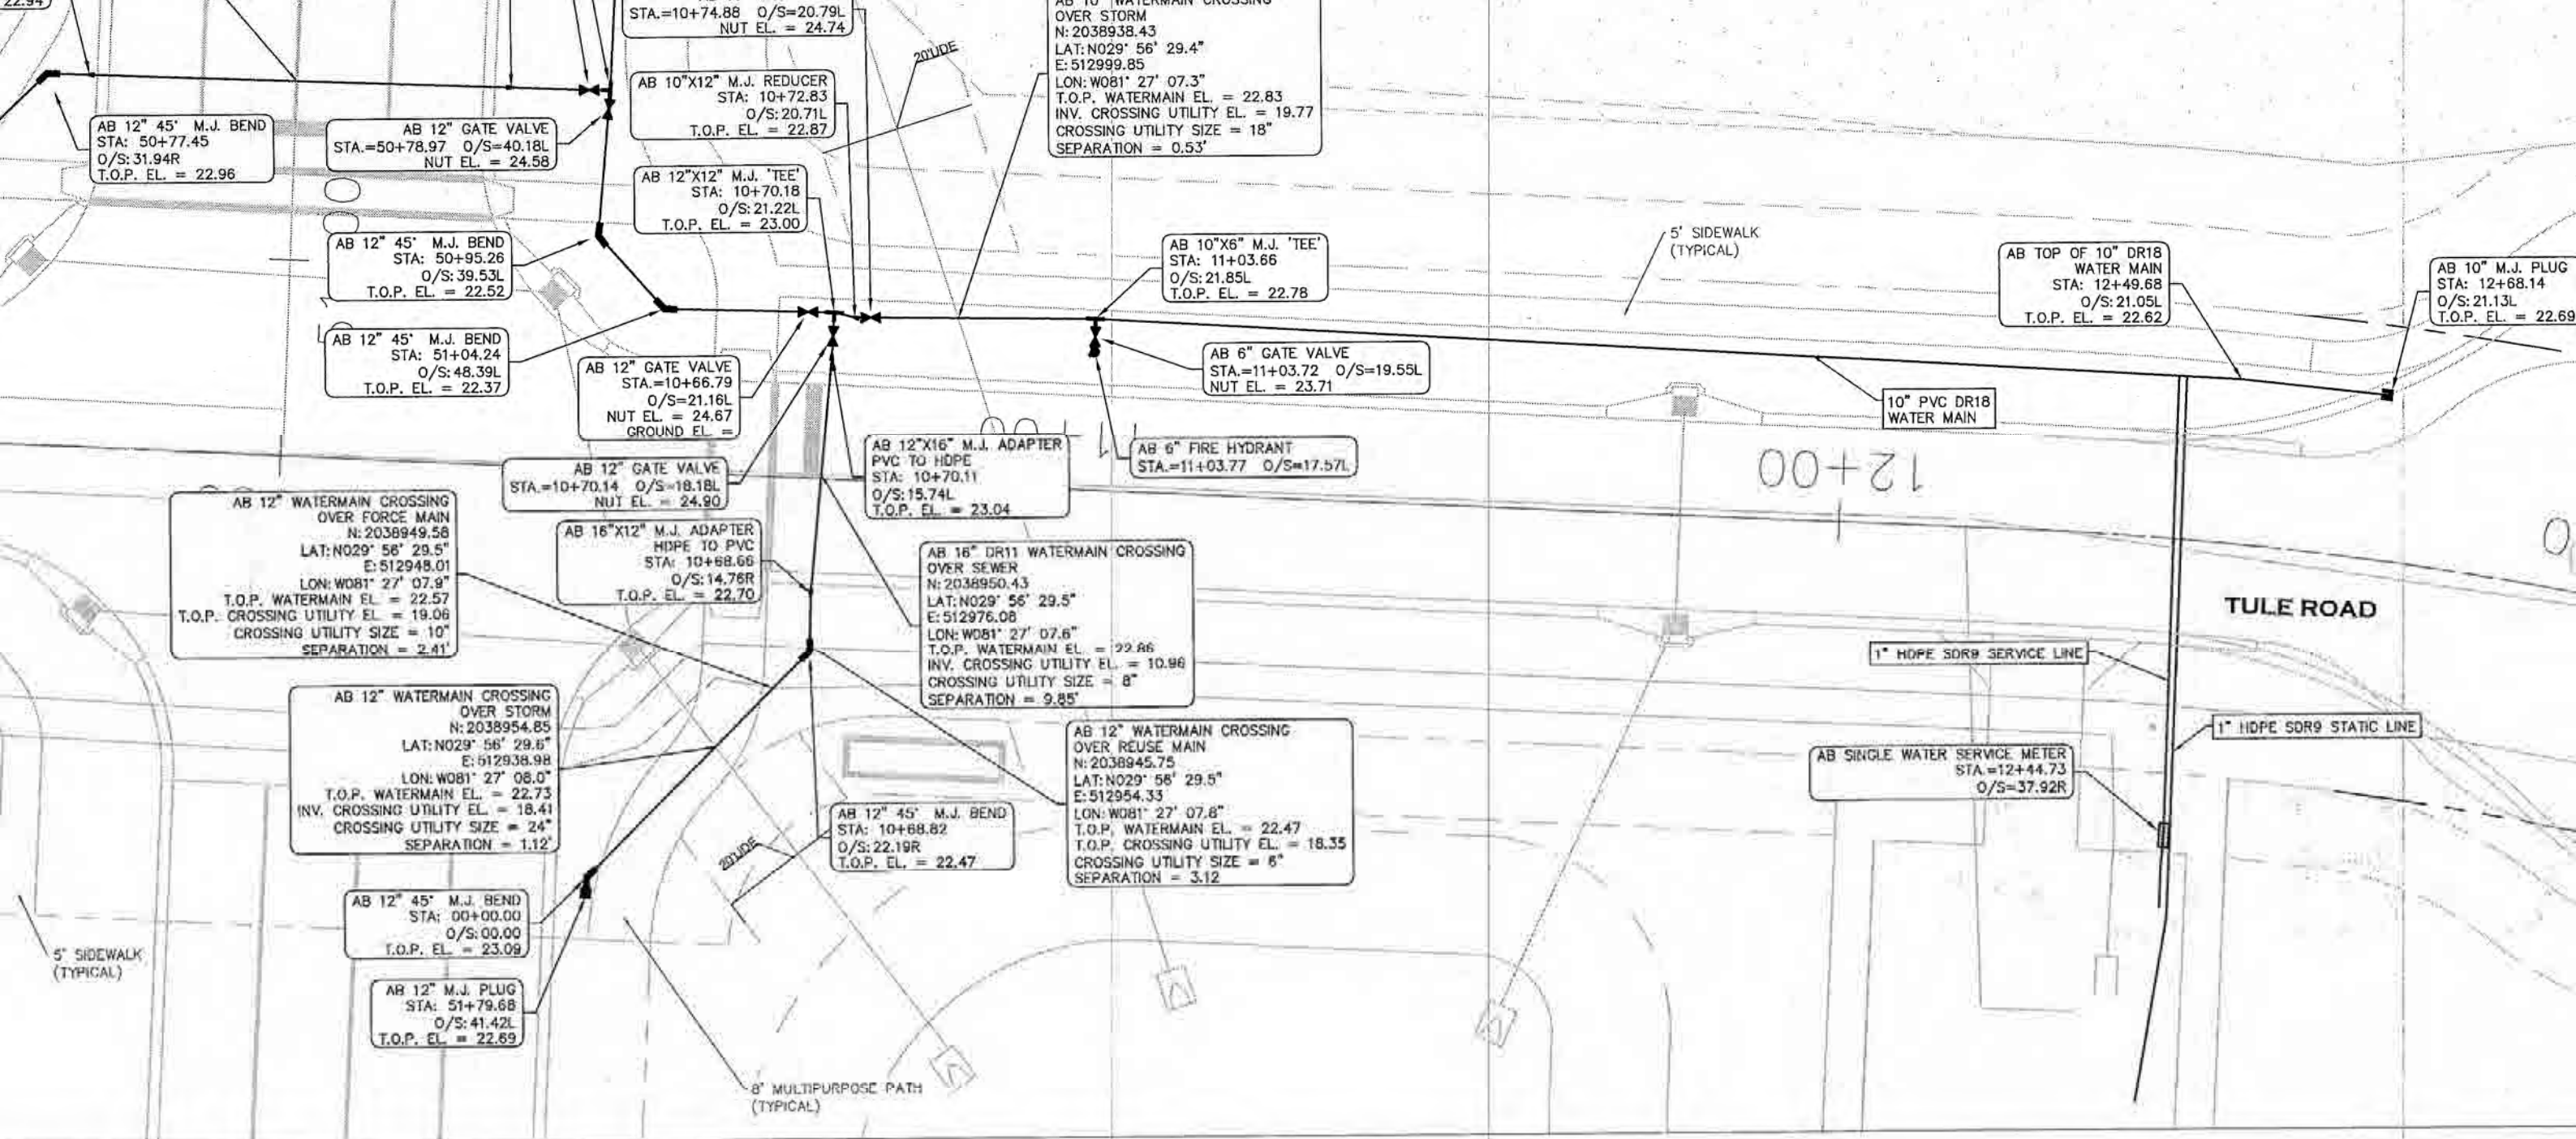 22.94
STA.=10+74.88 O/S=20.79L
NUT EL. = 24.74
20'UDE
AB 10" WATERMAIN CROSSING
OVER STORM
N: 2038938.43
LAT: N029° 56' 29.4"
E: 512999.85
LON: W081° 27' 07.3"
T.O.P. WATERMAIN EL. = 22.83
INV. CROSSING UTILITY EL. = 19.77
CROSSING UTILITY SIZE = 18"
SEPARATION = 0.53'
AB 10"X12" M.J. REDUCER
STA: 10+72.83
O/S: 20.71L
T.O.P. EL. = 22.87
AB 12" 45° M.J. BEND
STA: 50+77.45
O/S: 31.94R
T.O.P. EL. = 22.96
AB 12" GATE VALVE
STA.=50+78.97 O/S=40.18L
NUT EL. = 24.58
AB 12"X12" M.J. 'TEE'
STA: 10+70.18
O/S: 21.22L
T.O.P. EL. = 23.00
AB 12" 45° M.J. BEND
STA: 50+95.26
O/S: 39.53L
T.O.P. EL. = 22.52
AB 10"X6" M.J. 'TEE'
STA: 11+03.66
O/S: 21.85L
T.O.P. EL. = 22.78
5' SIDEWALK
(TYPICAL)
AB TOP OF 10" DR18
WATER MAIN
STA: 12+49.68
O/S: 21.05L
T.O.P. EL. = 22.62
AB 10" M.J. PLUG
STA: 12+68.14
O/S: 21.13L
T.O.P. EL. = 22.69
AB 12" 45° M.J. BEND
STA: 51+04.24
O/S: 48.39L
T.O.P. EL. = 22.37
AB 12" GATE VALVE
STA.=10+66.79
O/S=21.16L
NUT EL. = 24.67
GROUND EL. =
AB 6" GATE VALVE
STA.=11+03.72 O/S=19.55L
NUT EL. = 23.71
10" PVC DR18
WATER MAIN
AB 12"X16" M.J. ADAPTER
PVC TO HDPE
STA: 10+70.11
O/S: 15.74L
T.O.P. EL. = 23.04
AB 6" FIRE HYDRANT
STA.=11+03.77 O/S=17.57L
12+00
AB 12" GATE VALVE
STA.=10+70.14 O/S=18.18L
NUT EL. = 24.90
AB 12" WATERMAIN CROSSING
OVER FORCE MAIN
N: 2038949.58
LAT: N029° 56' 29.5"
E: 512948.01
LON: W081° 27' 07.9"
T.O.P. WATERMAIN EL. = 22.57
T.O.P. CROSSING UTILITY EL. = 19.06
CROSSING UTILITY SIZE = 10"
SEPARATION = 2.41'
AB 16"X12" M.J. ADAPTER
HDPE TO PVC
STA: 10+68.66
O/S: 14.76R
T.O.P. EL. = 22.70
AB 16" DR11 WATERMAIN CROSSING
OVER SEWER
N: 2038950.43
LAT: N029° 56' 29.5"
E: 512976.08
LON: W081° 27' 07.6"
T.O.P. WATERMAIN EL. = 22.86
INV. CROSSING UTILITY EL. = 10.96
CROSSING UTILITY SIZE = 8"
SEPARATION = 9.85'
TULE ROAD
1" HDPE SDR9 SERVICE LINE
AB 12" WATERMAIN CROSSING
OVER STORM
N: 2038954.85
LAT: N029° 56' 29.6"
E: 512938.98
LON: W081° 27' 08.0"
T.O.P. WATERMAIN EL. = 22.73
INV. CROSSING UTILITY EL. = 18.41
CROSSING UTILITY SIZE = 24"
SEPARATION = 1.12'
AB 12" WATERMAIN CROSSING
OVER REUSE MAIN
N: 2038945.75
LAT: N029° 56' 29.5"
E: 512954.33
LON: W081° 27' 07.8"
T.O.P. WATERMAIN EL. = 22.47
T.O.P. CROSSING UTILITY EL. = 18.35
CROSSING UTILITY SIZE = 6"
SEPARATION = 3.12
1" HDPE SDR9 STATIC LINE
AB SINGLE WATER SERVICE METER
STA.=12+44.73
O/S=37.92R
AB 12" 45° M.J. BEND
STA: 10+68.82
O/S: 22.19R
T.O.P. EL. = 22.47
20'UDE
AB 12" 45° M.J. BEND
STA: 00+00.00
O/S: 00.00
T.O.P. EL. = 23.09
5' SIDEWALK
(TYPICAL)
AB 12" M.J. PLUG
STA: 51+79.68
O/S: 41.42L
T.O.P. EL. = 22.69
8' MULTIPURPOSE PATH
(TYPICAL)